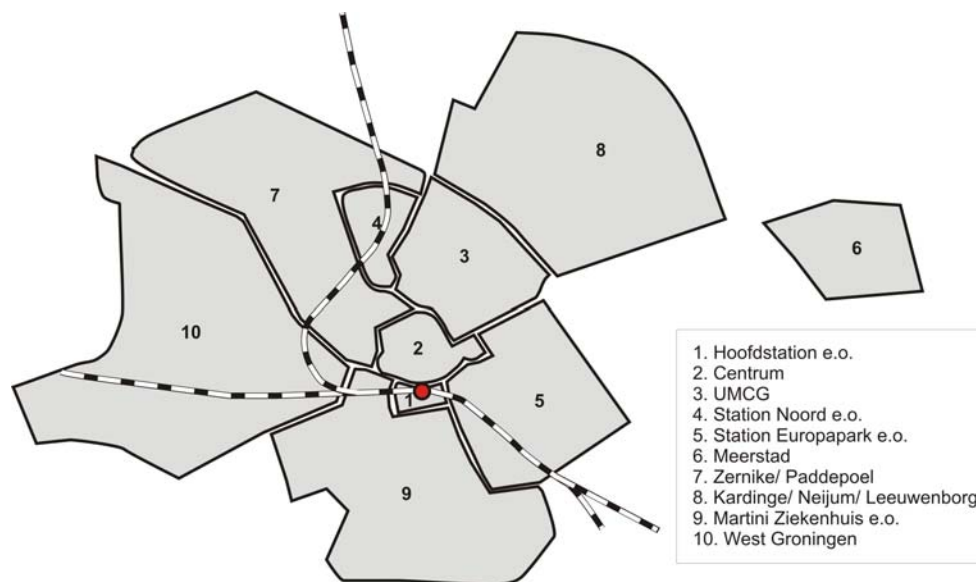 8
7
4
3
6
10
2
1
5
9
1. Hoofdstation e.o.
2. Centrum
3. UMCG
4. Station Noord e.o.
5. Station Europapark e.o.
6. Meerstad
7. Zernike/ Paddepoel
8. Kardinge/ Neijum/ Leeuwenborg
9. Martini Ziekenhuis e.o.
10. West Groningen